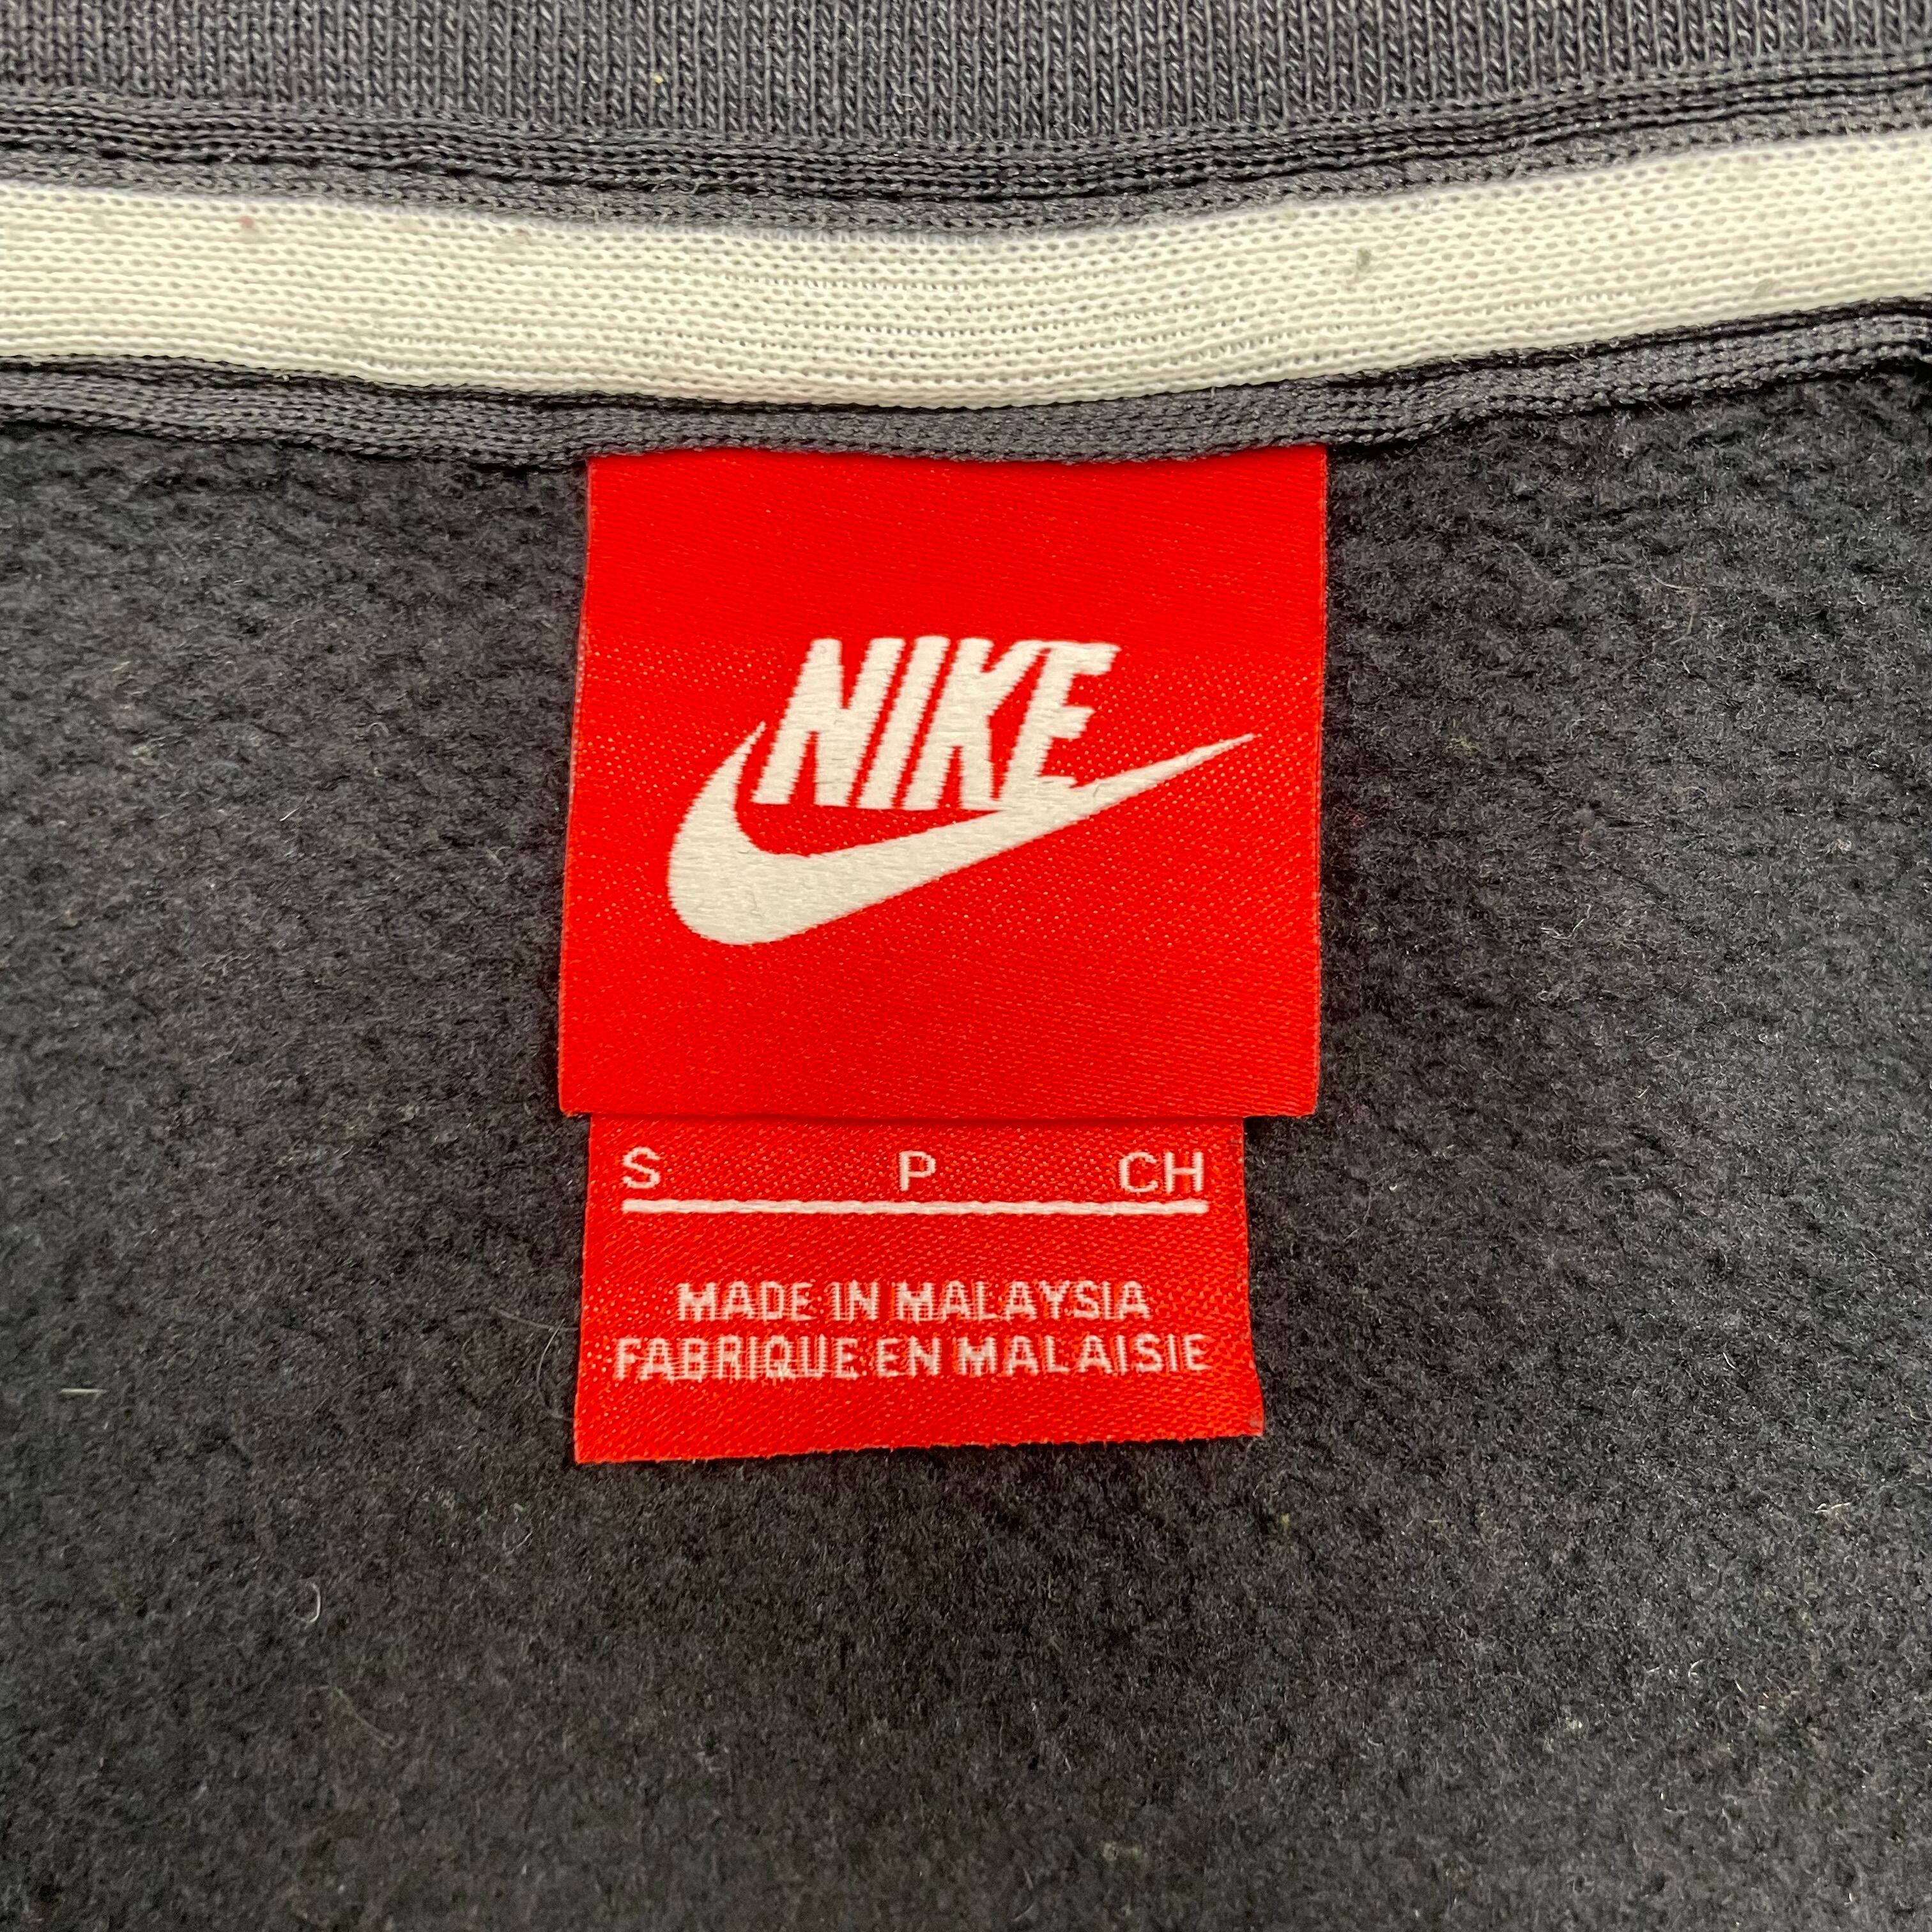 NIKE
S P CH
MADE IN MALAYSIA
FABRIQUE EN MALAISIE